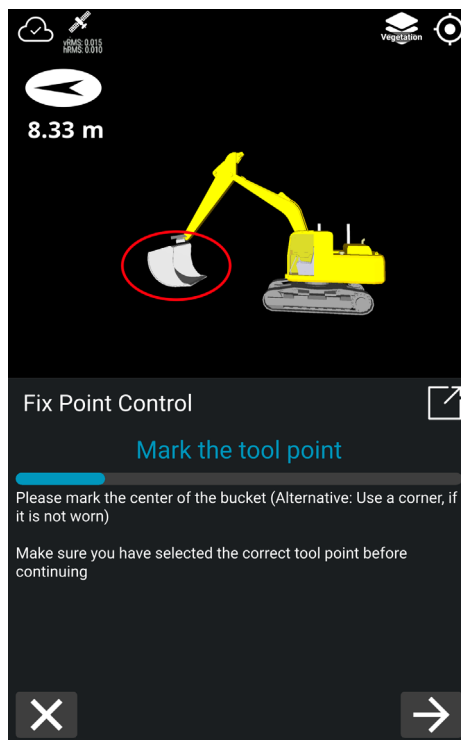 vRMS: 0.015
hRMS: 0.010
Vegetation
8.33 m
Fix Point Control
Mark the tool point
Please mark the center of the bucket (Alternative: Use a corner, if
it is not worn)
Make sure you have selected the correct tool point before
continuing